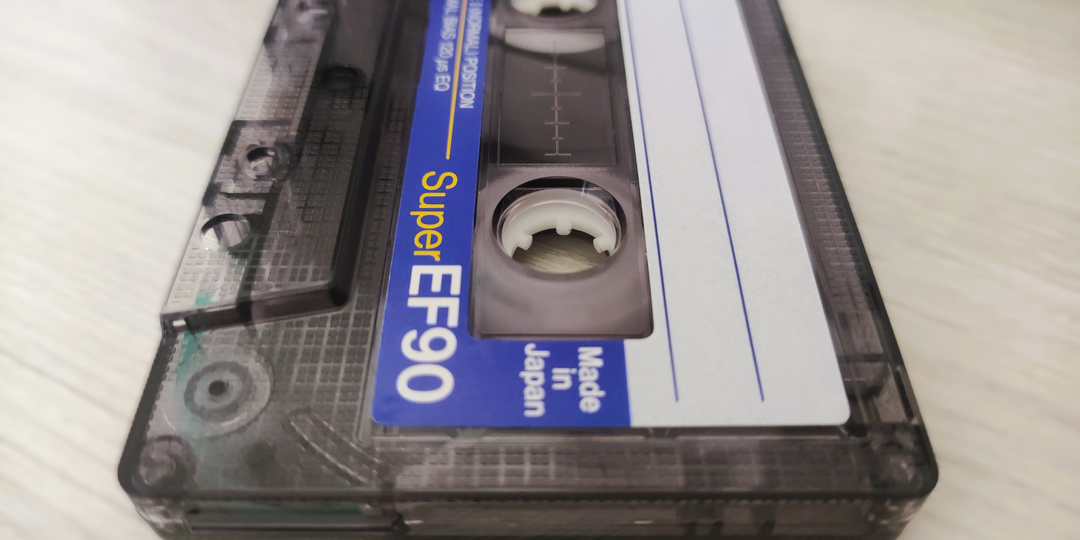 (NORMAL) POSITION
BIAS 120 µs EQ
Super EF90
Made
in
Japan